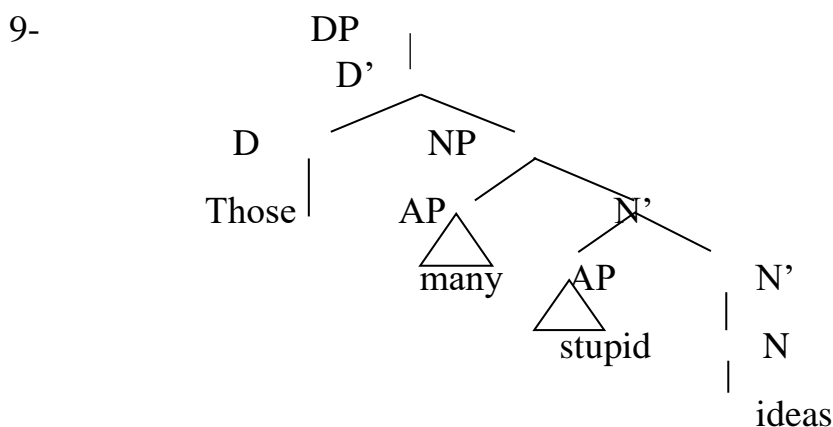 9- DP
D’
D NP
Those AP N’
many AP N’
stupid N
ideas